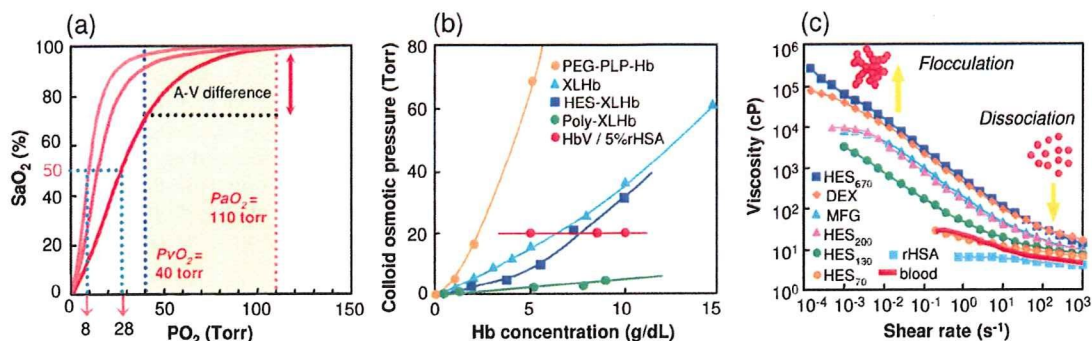 (a)
SaO2 (%)
100
80
60
50
40
20
0
A-V difference
PaO2 =
110 torr
PvO2 =
40 torr
0
50
100
150
8
28
PO2 (Torr)
(b)
Colloid osmotic pressure (Torr)
80
60
40
20
0
PEG-PLP-Hb
XLHb
HES-XLHb
Poly-XLHb
HbV / 5%rHSA
0
5
10
15
Hb concentration (g/dL)
(c)
Viscosity (cP)
10^6
10^5
10^4
10^3
10^2
10^1
10^0
Flocculation
Dissociation
HES670
DEX
MFG
HES200
HES130
HES70
rHSA
blood
10^-4
10^-3
10^-2
10^-1
10^0
10^1
10^2
10^3
Shear rate (s^-1)